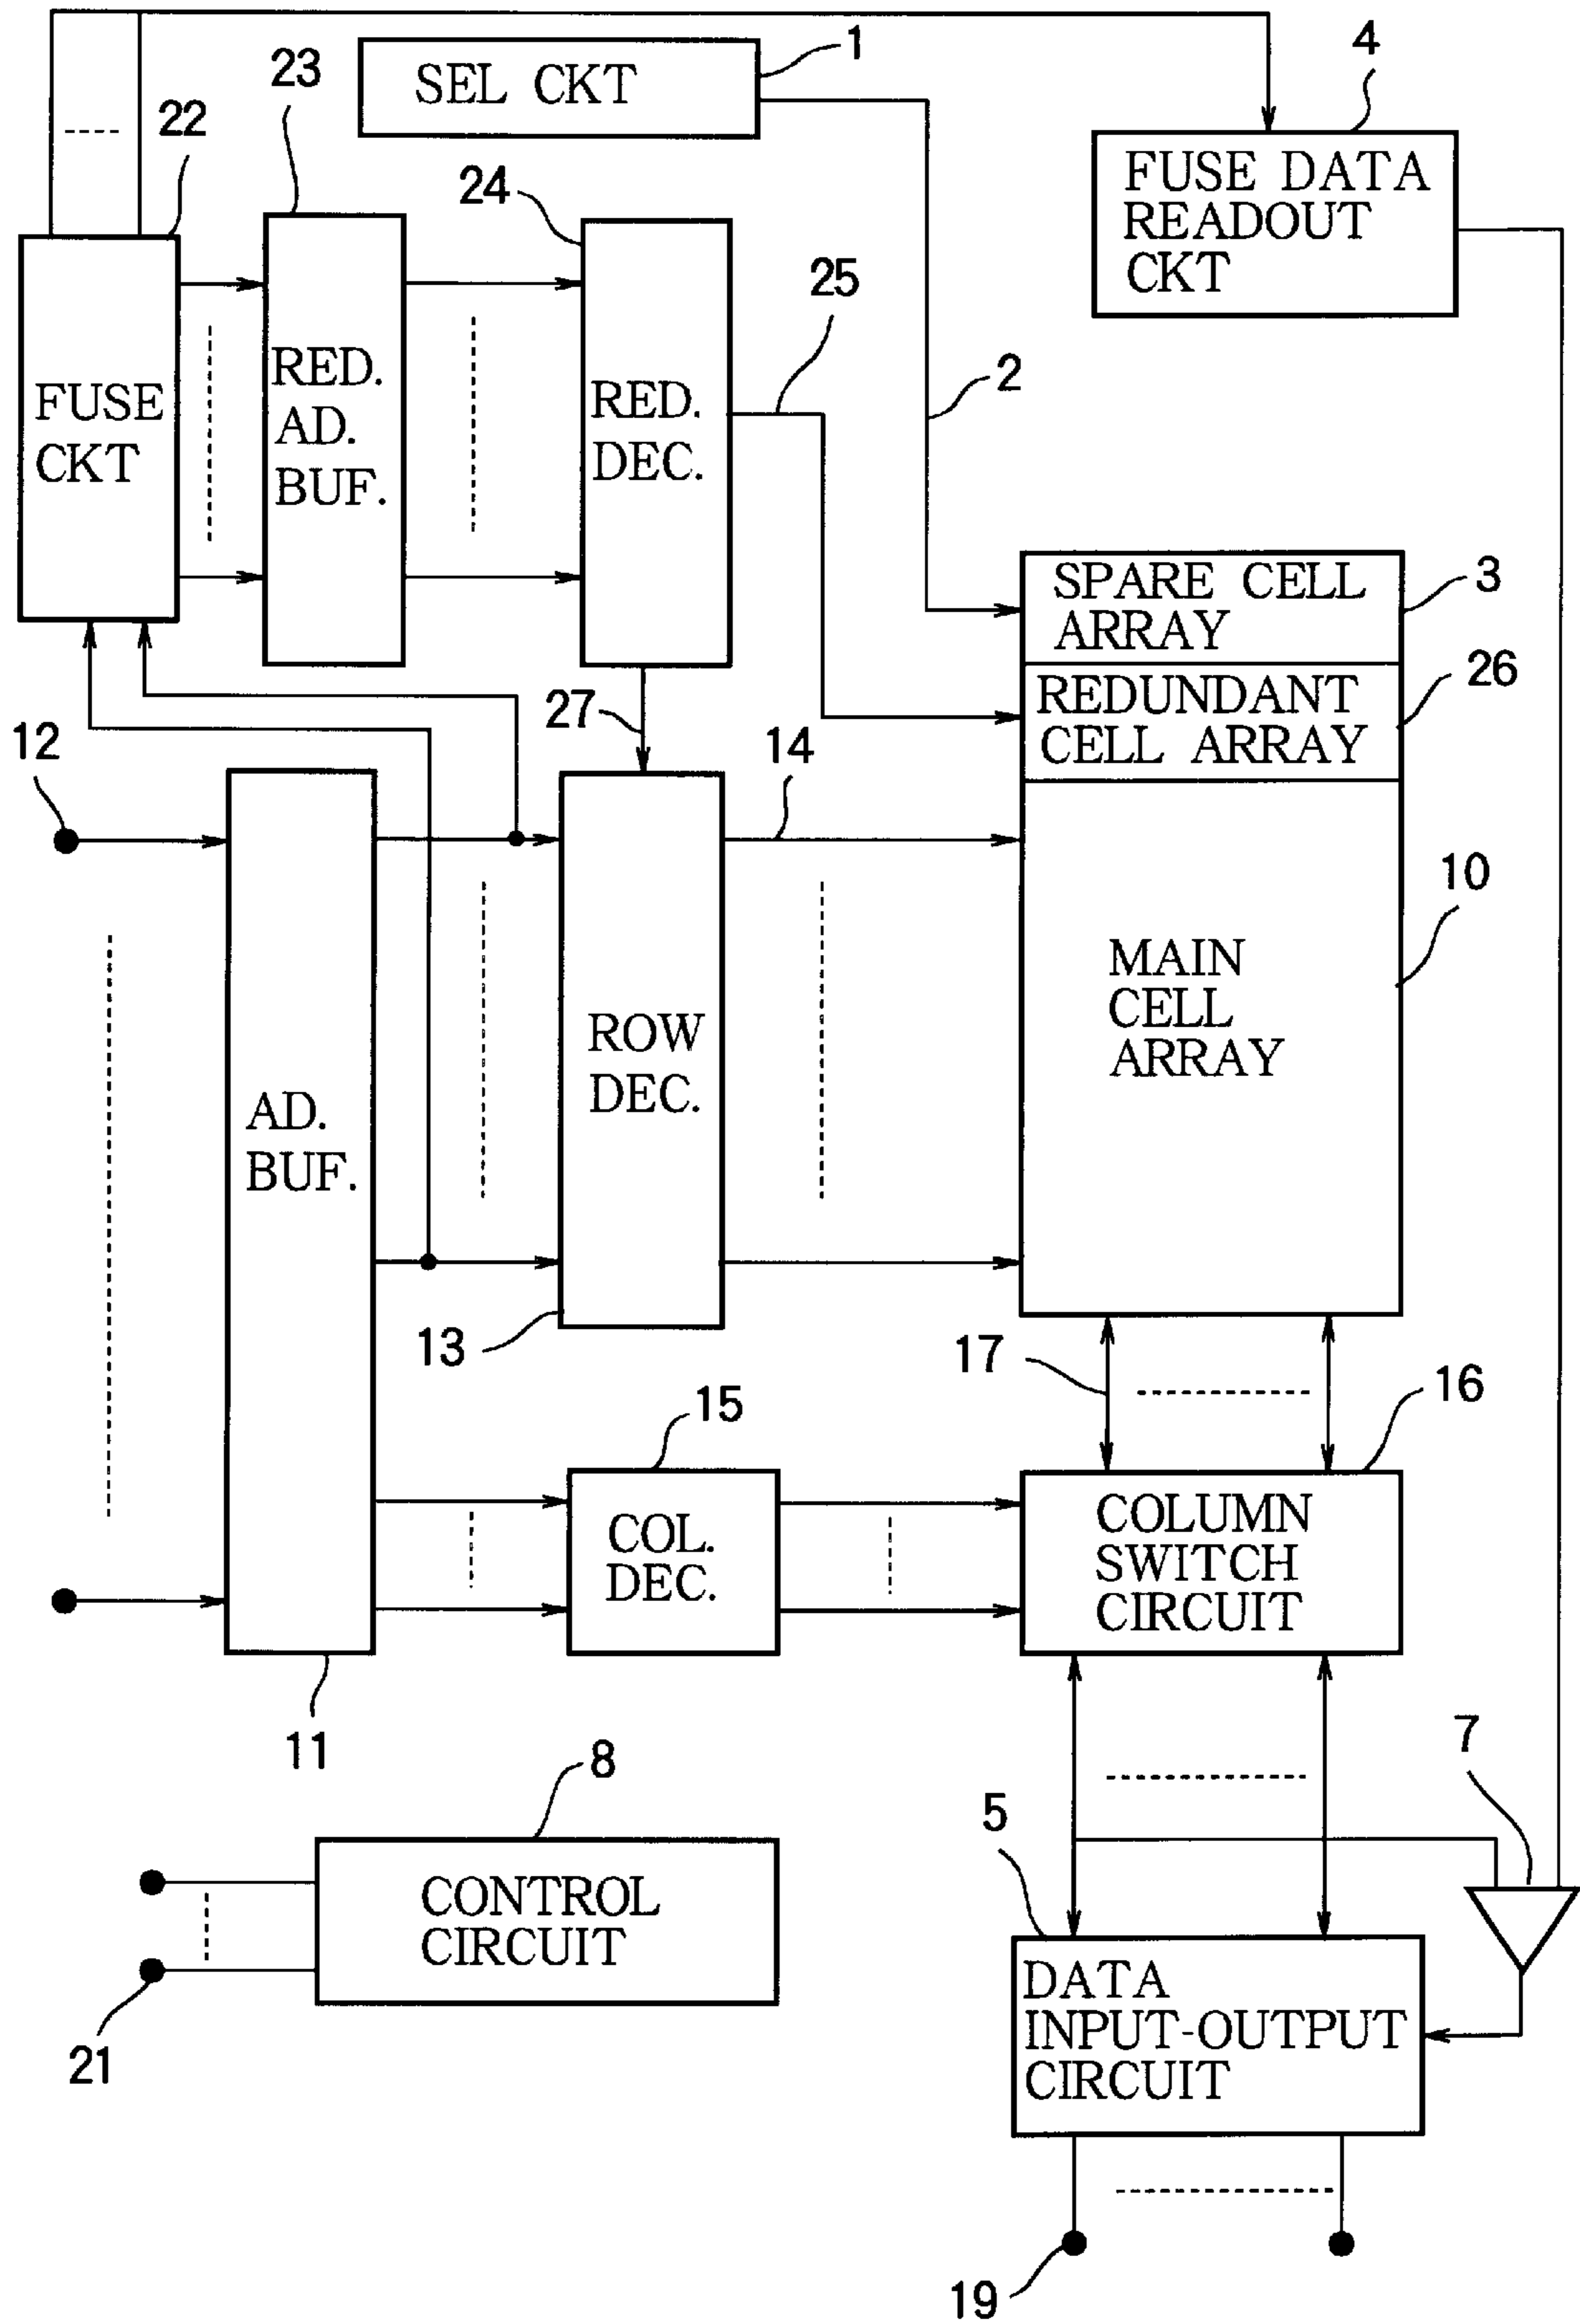 1
SEL CKT
4
23
22
24
FUSE DATA
READOUT
CKT
25
2
FUSE
CKT
RED.
AD.
BUF.
RED.
DEC.
SPARE CELL
ARRAY
3
REDUNDANT
CELL ARRAY
26
27
12
14
10
MAIN
CELL
ARRAY
ROW
DEC.
AD.
BUF.
13
17
16
15
COL.
DEC.
COLUMN
SWITCH
CIRCUIT
11
7
8
5
CONTROL
CIRCUIT
DATA
INPUT-OUTPUT
CIRCUIT
21
19